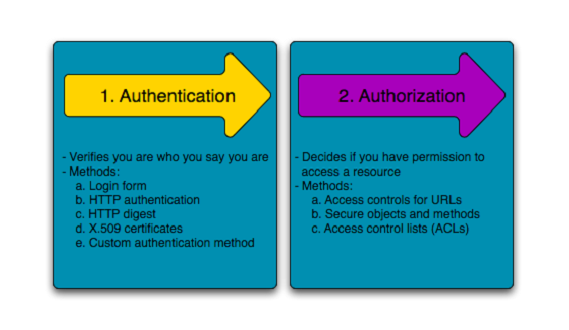 1. Authentication
- Verifies you are who you say you are
- Methods:
a. Login form
b. HTTP authentication
c. HTTP digest
d. X.509 certificates
e. Custom authentication method
2. Authorization
- Decides if you have permission to
access a resource
- Methods:
a. Access controls for URLs
b. Secure objects and methods
c. Access control lists (ACLs)